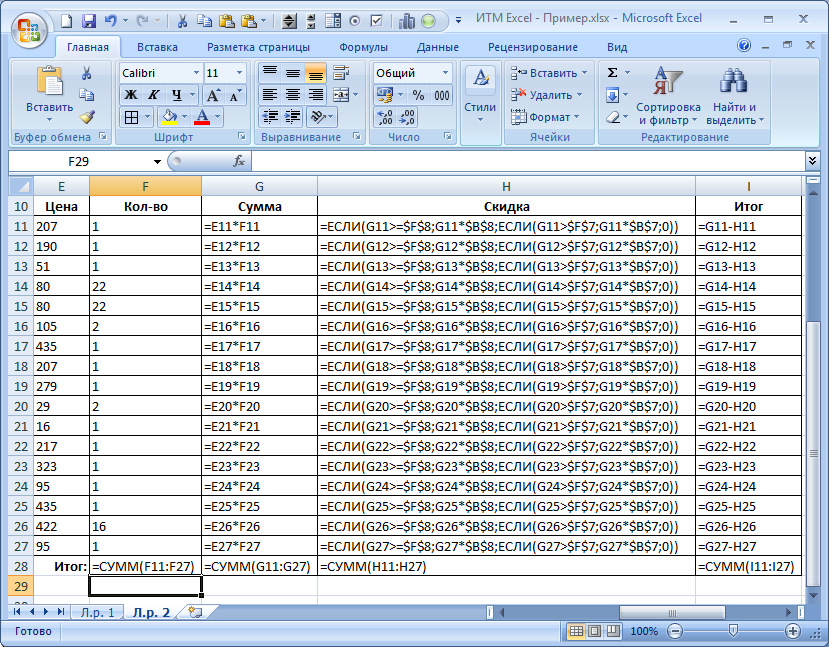 ИТМ Excel - Пример.xlsx - Microsoft Excel
Главная Вставка Разметка страницы Формулы Данные Рецензирование Вид
Вставить
Буфер обмена
Calibri 11
Ж К Ч
Шрифт
Выравнивание
Общий
% 000
Число
Стили
Вставить
Удалить
Формат
Ячейки
Σ
Сортировка и фильтр
Найти и выделить
Редактирование
F29 fx
E F G H I
10 Цена Кол-во Сумма Скидка Итог
11 207 1 =E11*F11 =ЕСЛИ(G11>=$F$8;G11*$B$8;ЕСЛИ(G11>$F$7;G11*$B$7;0)) =G11-H11
12 190 1 =E12*F12 =ЕСЛИ(G12>=$F$8;G12*$B$8;ЕСЛИ(G12>$F$7;G12*$B$7;0)) =G12-H12
13 51 1 =E13*F13 =ЕСЛИ(G13>=$F$8;G13*$B$8;ЕСЛИ(G13>$F$7;G13*$B$7;0)) =G13-H13
14 80 22 =E14*F14 =ЕСЛИ(G14>=$F$8;G14*$B$8;ЕСЛИ(G14>$F$7;G14*$B$7;0)) =G14-H14
15 80 22 =E15*F15 =ЕСЛИ(G15>=$F$8;G15*$B$8;ЕСЛИ(G15>$F$7;G15*$B$7;0)) =G15-H15
16 105 2 =E16*F16 =ЕСЛИ(G16>=$F$8;G16*$B$8;ЕСЛИ(G16>$F$7;G16*$B$7;0)) =G16-H16
17 435 1 =E17*F17 =ЕСЛИ(G17>=$F$8;G17*$B$8;ЕСЛИ(G17>$F$7;G17*$B$7;0)) =G17-H17
18 207 1 =E18*F18 =ЕСЛИ(G18>=$F$8;G18*$B$8;ЕСЛИ(G18>$F$7;G18*$B$7;0)) =G18-H18
19 279 1 =E19*F19 =ЕСЛИ(G19>=$F$8;G19*$B$8;ЕСЛИ(G19>$F$7;G19*$B$7;0)) =G19-H19
20 29 2 =E20*F20 =ЕСЛИ(G20>=$F$8;G20*$B$8;ЕСЛИ(G20>$F$7;G20*$B$7;0)) =G20-H20
21 16 1 =E21*F21 =ЕСЛИ(G21>=$F$8;G21*$B$8;ЕСЛИ(G21>$F$7;G21*$B$7;0)) =G21-H21
22 217 1 =E22*F22 =ЕСЛИ(G22>=$F$8;G22*$B$8;ЕСЛИ(G22>$F$7;G22*$B$7;0)) =G22-H22
23 323 1 =E23*F23 =ЕСЛИ(G23>=$F$8;G23*$B$8;ЕСЛИ(G23>$F$7;G23*$B$7;0)) =G23-H23
24 95 1 =E24*F24 =ЕСЛИ(G24>=$F$8;G24*$B$8;ЕСЛИ(G24>$F$7;G24*$B$7;0)) =G24-H24
25 435 1 =E25*F25 =ЕСЛИ(G25>=$F$8;G25*$B$8;ЕСЛИ(G25>$F$7;G25*$B$7;0)) =G25-H25
26 422 16 =E26*F26 =ЕСЛИ(G26>=$F$8;G26*$B$8;ЕСЛИ(G26>$F$7;G26*$B$7;0)) =G26-H26
27 95 1 =E27*F27 =ЕСЛИ(G27>=$F$8;G27*$B$8;ЕСЛИ(G27>$F$7;G27*$B$7;0)) =G27-H27
28 Итог: =СУММ(F11:F27) =СУММ(G11:G27) =СУММ(H11:H27) =СУММ(I11:I27)
29
Л.р. 1 Л.р. 2
Готово 100%